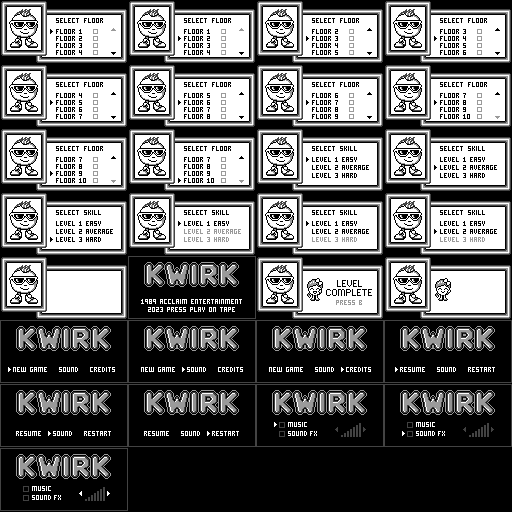 SELECT FLOOR
FLOOR 1
FLOOR 2
FLOOR 3
FLOOR 4
SELECT FLOOR
FLOOR 1
FLOOR 2
FLOOR 3
FLOOR 4
SELECT FLOOR
FLOOR 2
FLOOR 3
FLOOR 4
FLOOR 5
SELECT FLOOR
FLOOR 3
FLOOR 4
FLOOR 5
FLOOR 6
SELECT FLOOR
FLOOR 4
FLOOR 5
FLOOR 6
FLOOR 7
SELECT FLOOR
FLOOR 5
FLOOR 6
FLOOR 7
FLOOR 8
SELECT FLOOR
FLOOR 6
FLOOR 7
FLOOR 8
FLOOR 9
SELECT FLOOR
FLOOR 7
FLOOR 8
FLOOR 9
FLOOR 10
SELECT FLOOR
FLOOR 7
FLOOR 8
FLOOR 9
FLOOR 10
SELECT FLOOR
FLOOR 7
FLOOR 8
FLOOR 9
FLOOR 10
SELECT SKILL
LEVEL 1 EASY
LEVEL 2 AVERAGE
LEVEL 3 HARD
SELECT SKILL
LEVEL 1 EASY
LEVEL 2 AVERAGE
LEVEL 3 HARD
SELECT SKILL
LEVEL 1 EASY
LEVEL 2 AVERAGE
LEVEL 3 HARD
SELECT SKILL
LEVEL 1 EASY
LEVEL 2 AVERAGE
LEVEL 3 HARD
SELECT SKILL
LEVEL 1 EASY
LEVEL 2 AVERAGE
LEVEL 3 HARD
SELECT SKILL
LEVEL 1 EASY
LEVEL 2 AVERAGE
LEVEL 3 HARD
KWIRK
1989 ACCLAIM ENTERTAINMENT
2023 PRESS PLAY ON TAPE
LEVEL
COMPLETE
PRESS B
KWIRK
NEW GAME SOUND CREDITS
KWIRK
NEW GAME SOUND CREDITS
KWIRK
NEW GAME SOUND CREDITS
KWIRK
RESUME SOUND RESTART
KWIRK
RESUME SOUND RESTART
KWIRK
RESUME SOUND RESTART
KWIRK
MUSIC
SOUND FX
KWIRK
MUSIC
SOUND FX
KWIRK
MUSIC
SOUND FX